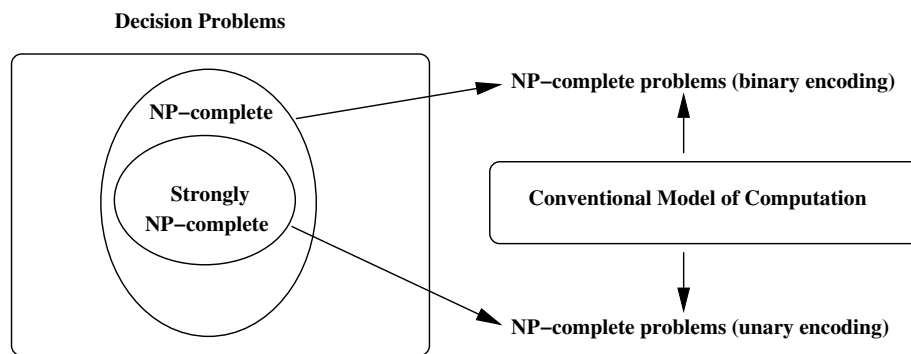 Decision Problems
NP−complete
Strongly
NP−complete
NP−complete problems (binary encoding)
Conventional Model of Computation
NP−complete problems (unary encoding)